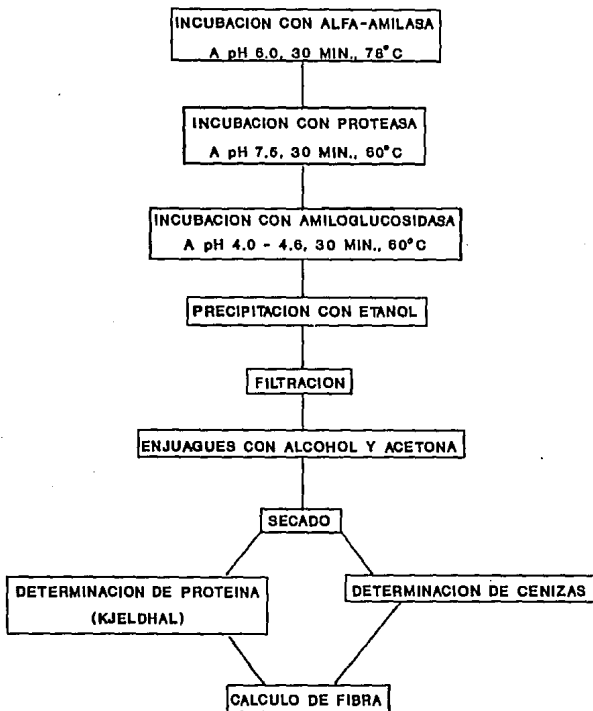 INCUBACION CON ALFA-AMILASA
A pH 6.0, 30 MIN., 78°C
INCUBACION CON PROTEASA
A pH 7.5, 30 MIN., 60°C
INCUBACION CON AMILOGLUCOSIDASA
A pH 4.0 - 4.6, 30 MIN., 60°C
PRECIPITACION CON ETANOL
FILTRACION
ENJUAGUES CON ALCOHOL Y ACETONA
SECADO
DETERMINACION DE PROTEINA
(KJELDHAL)
DETERMINACION DE CENIZAS
CALCULO DE FIBRA